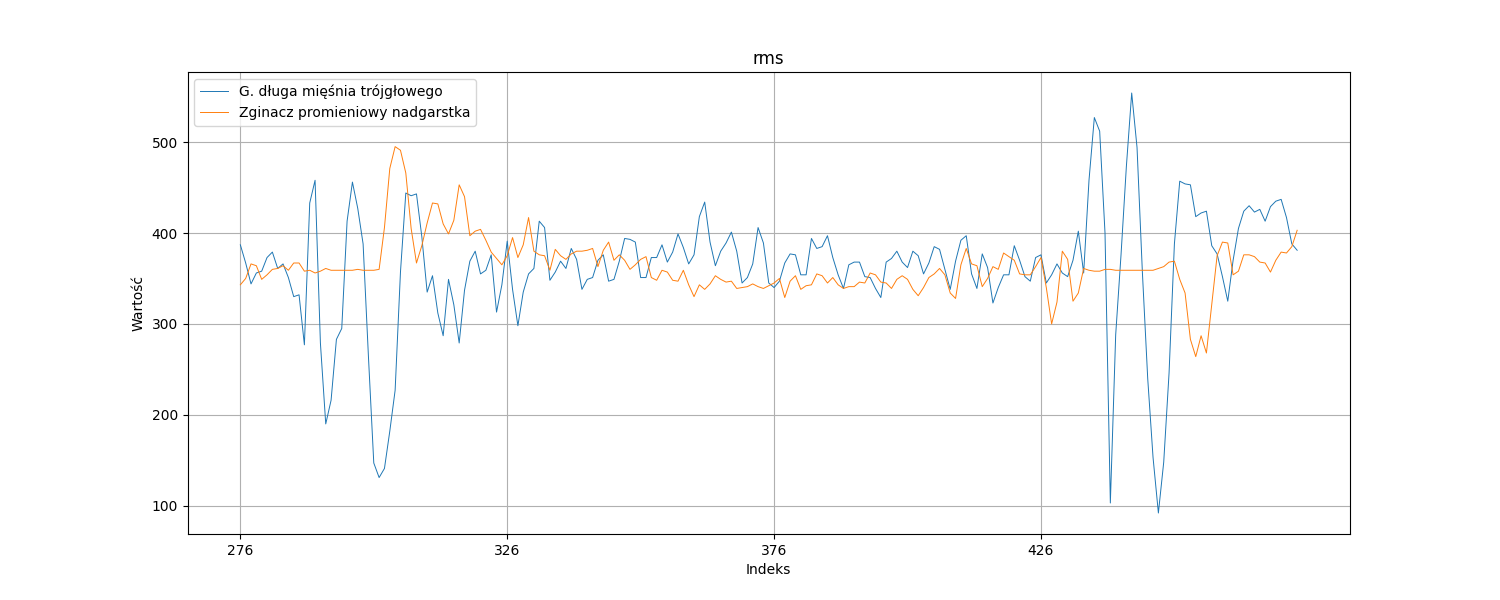 rms
G. długa mięśnia trójgłowego
Zginacz promieniowy nadgarstka
500
400
300
200
100
Wartość
276
326
376
426
Indeks